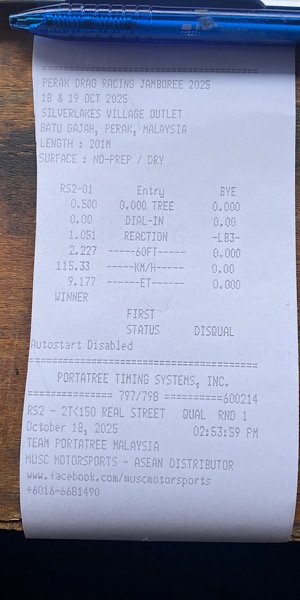 ================================
PERAK DRAG RACING JAMBOREE 2025
18 & 19 OCT 2025
SILVERLAKES VILLAGE OUTLET
BATU GAJAH, PERAK, MALAYSIA
LENGTH : 201M
SURFACE : NO-PREP / DRY
RS2-01 Entry BYE
0.500 0.000 TREE 0.000
0.00 DIAL-IN 0.00
1.051 REACTION -LB3-
2.227 -----60FT----- 0.000
115.33 -----KM/H----- 0.00
9.177 ------ET------ 0.000
WINNER
FIRST
STATUS DISQUAL
Autostart Disabled
================================
PORTATREE TIMING SYSTEMS, INC.
============== 797/798 ==========600214
RS2 - 2TK150 REAL STREET QUAL RND 1
October 18, 2025 02:53:59 PM
TEAM PORTATREE MALAYSIA
MUSC MOTORSPORTS - ASEAN DISTRIBUTOR
www.facebook.com/muscmotorsports
+6016-6681490